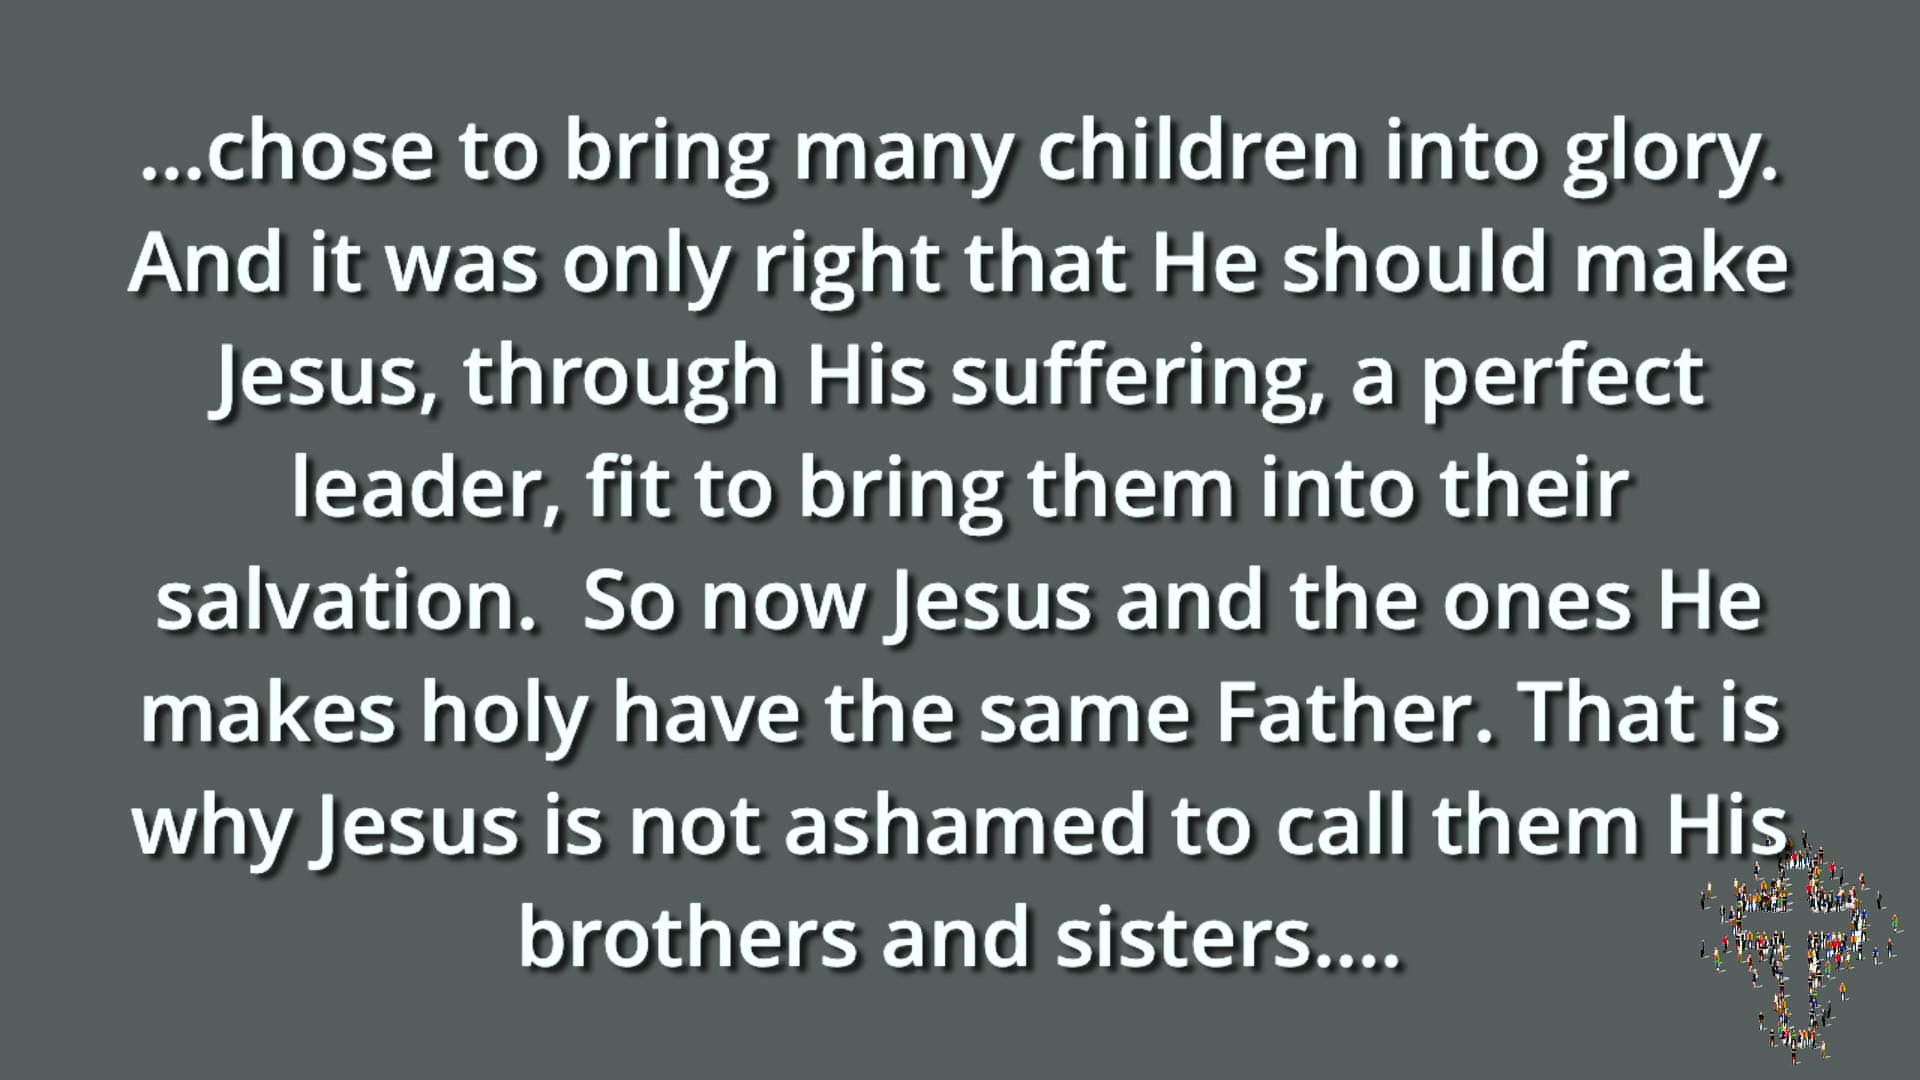 ...chose to bring many children into glory.
And it was only right that He should make
Jesus, through His suffering, a perfect
leader, fit to bring them into their
salvation.  So now Jesus and the ones He
makes holy have the same Father. That is
why Jesus is not ashamed to call them His
brothers and sisters....